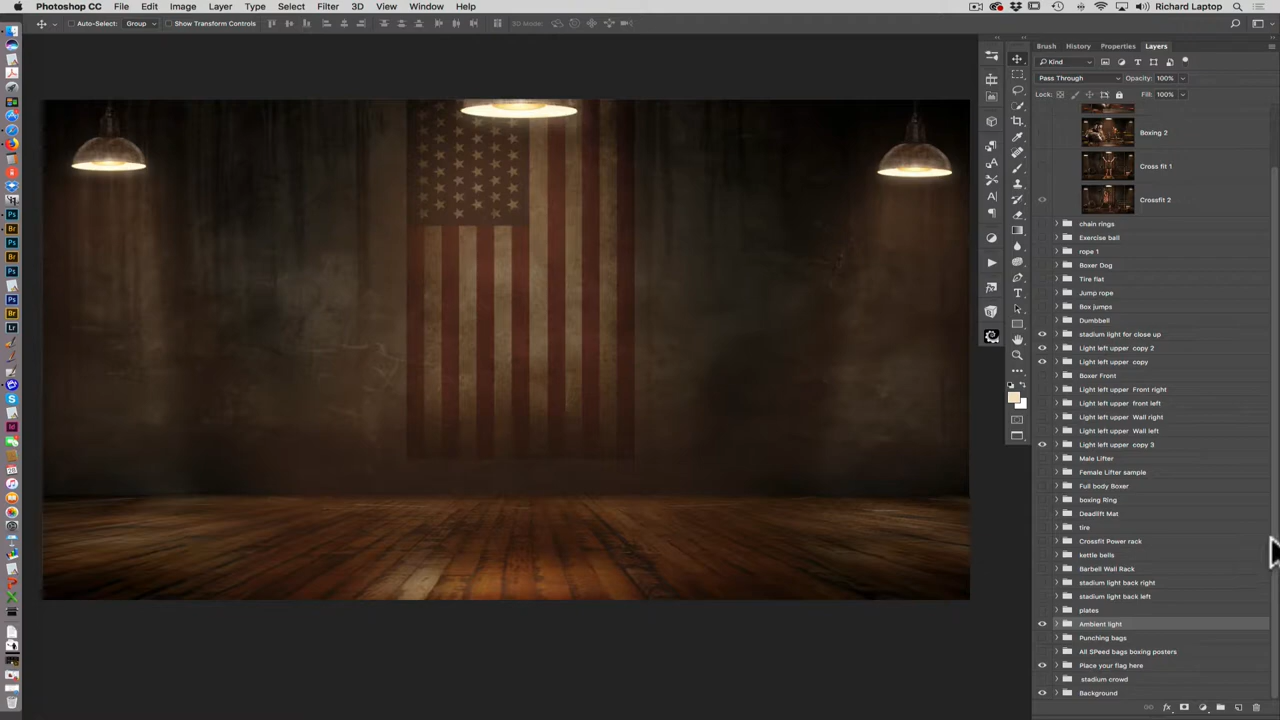 Photoshop CC File Edit Image Layer Type Select Filter 3D View Window Help Richard Laptop
Auto-Select: Group Show Transform Controls 3D Mode:
Brush History Properties Layers
Kind
Pass Through Opacity: 100%
Lock: Fill: 100%
Boxing 2
Cross fit 1
Crossfit 2
chain rings
Exercise ball
rope 1
Boxer Dog
Tire flat
Jump rope
Box jumps
Dumbbell
stadium light for close up
Light left upper copy 2
Light left upper copy
Boxer Front
Light left upper Front right
Light left upper front left
Light left upper Wall right
Light left upper Wall left
Light left upper copy 3
Male Lifter
Female Lifter sample
Full body Boxer
boxing Ring
Deadlift Mat
tire
Crossfit Power rack
kettle bells
Barbell Wall Rack
stadium light back right
stadium light back left
plates
Ambient light
Punching bags
All SPeed bags boxing posters
Place your flag here
stadium crowd
Background